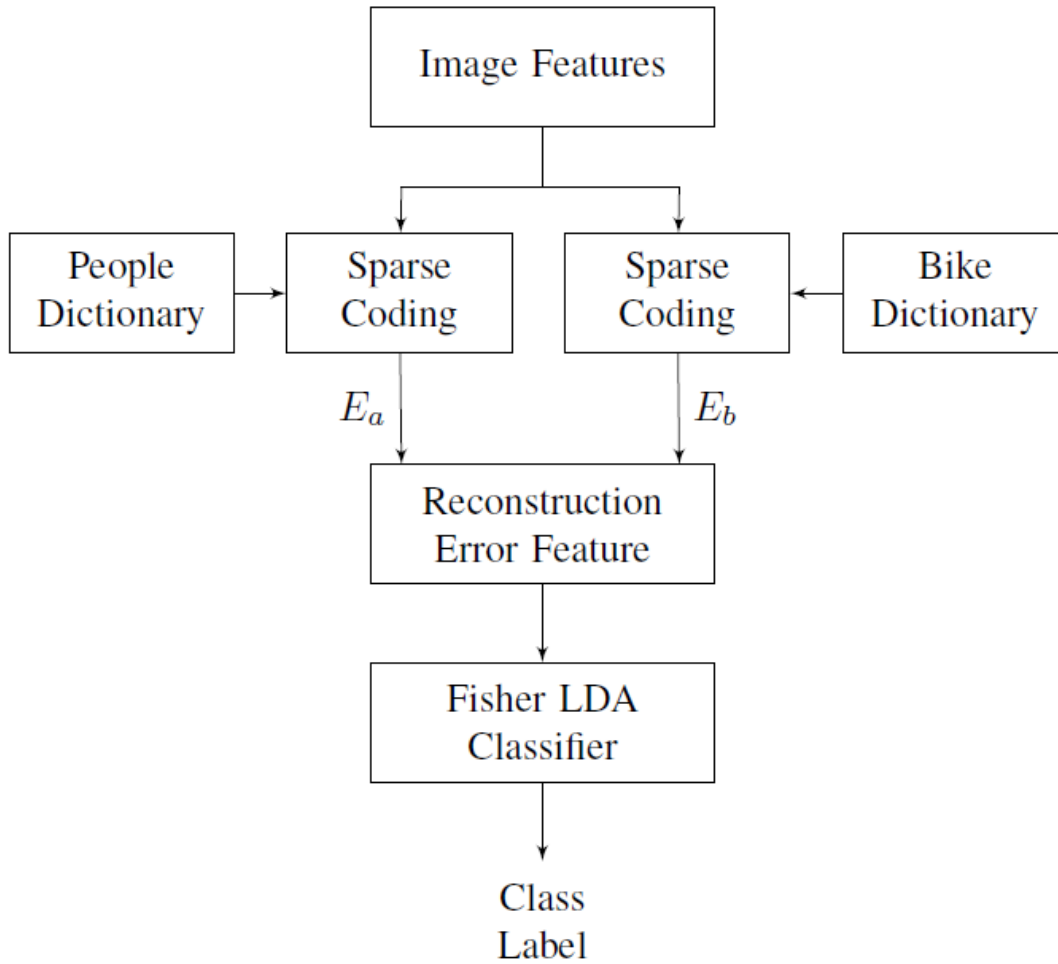 Image Features
People
Dictionary
Sparse
Coding
Sparse
Coding
Bike
Dictionary
E_a
E_b
Reconstruction
Error Feature
Fisher LDA
Classifier
Class
Label